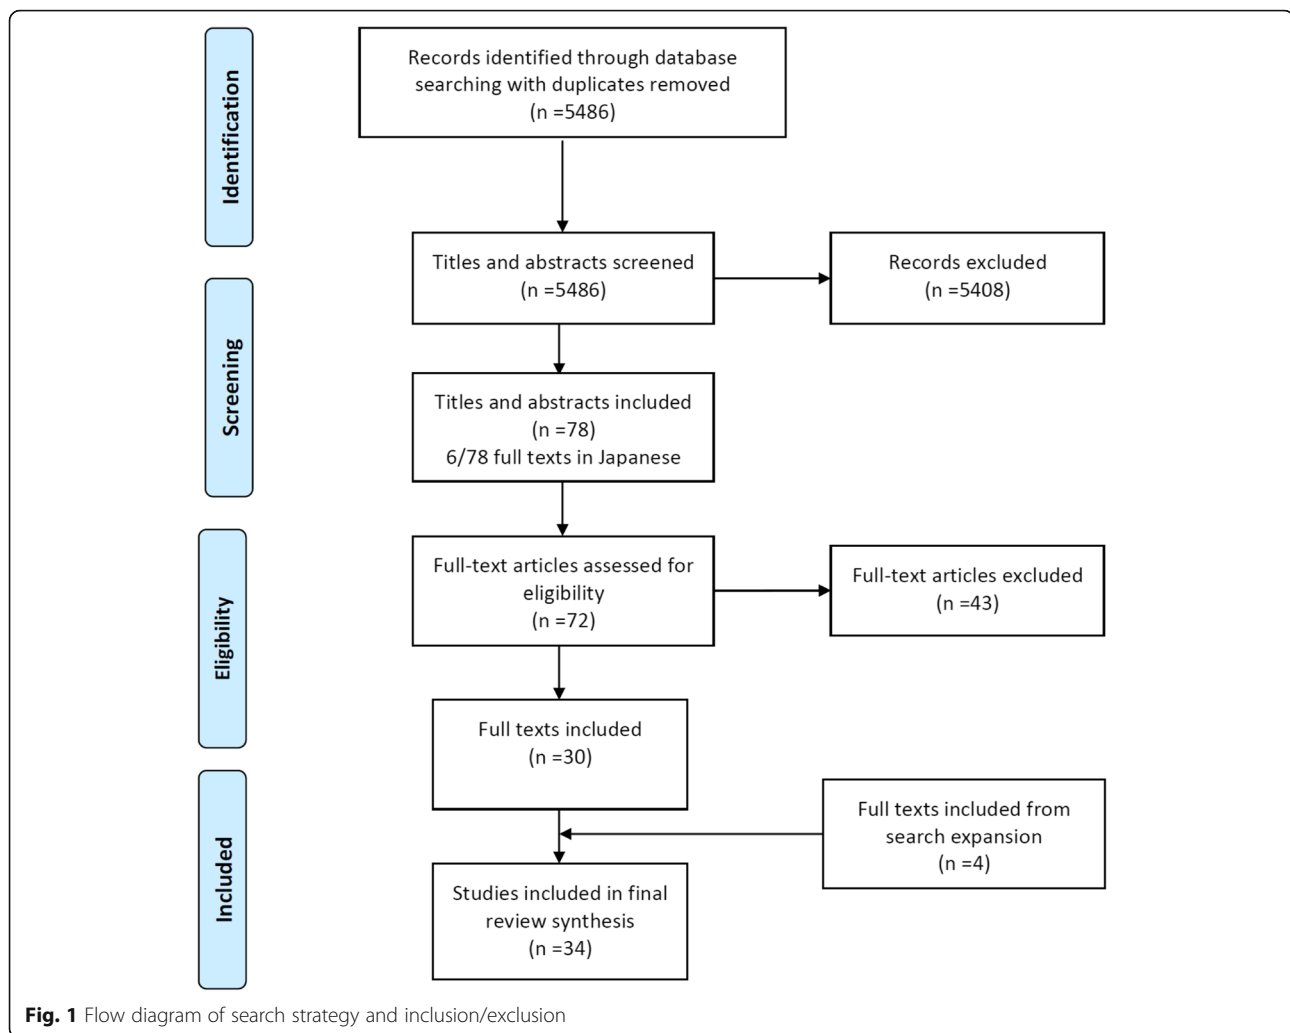 Identification
Records identified through database
searching with duplicates removed
(n =5486)
Titles and abstracts screened
(n =5486)
Records excluded
(n =5408)
Screening
Titles and abstracts included
(n =78)
6/78 full texts in Japanese
Eligibility
Full-text articles assessed for
eligibility
(n =72)
Full-text articles excluded
(n =43)
Full texts included
(n =30)
Included
Full texts included from
search expansion
(n =4)
Studies included in final
review synthesis
(n =34)
Fig. 1 Flow diagram of search strategy and inclusion/exclusion